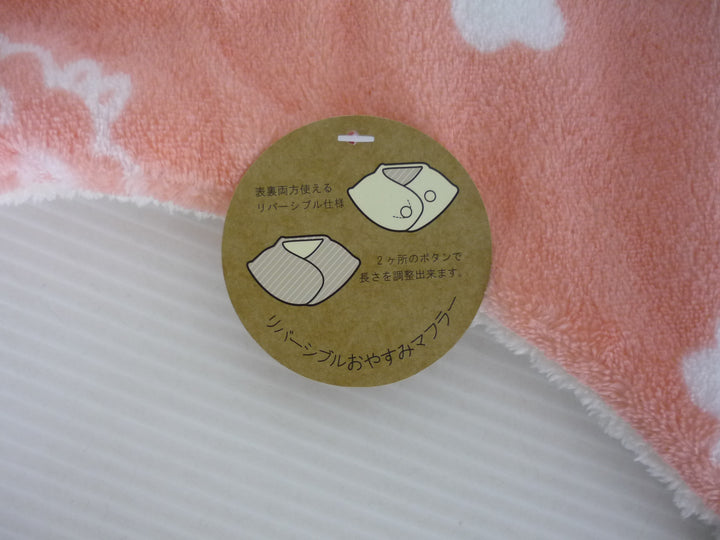 表裏両方使える
リバーシブル仕様
2ヶ所のボタンで
長さを調整出来ます。
リバーシブルおやすみマフラー